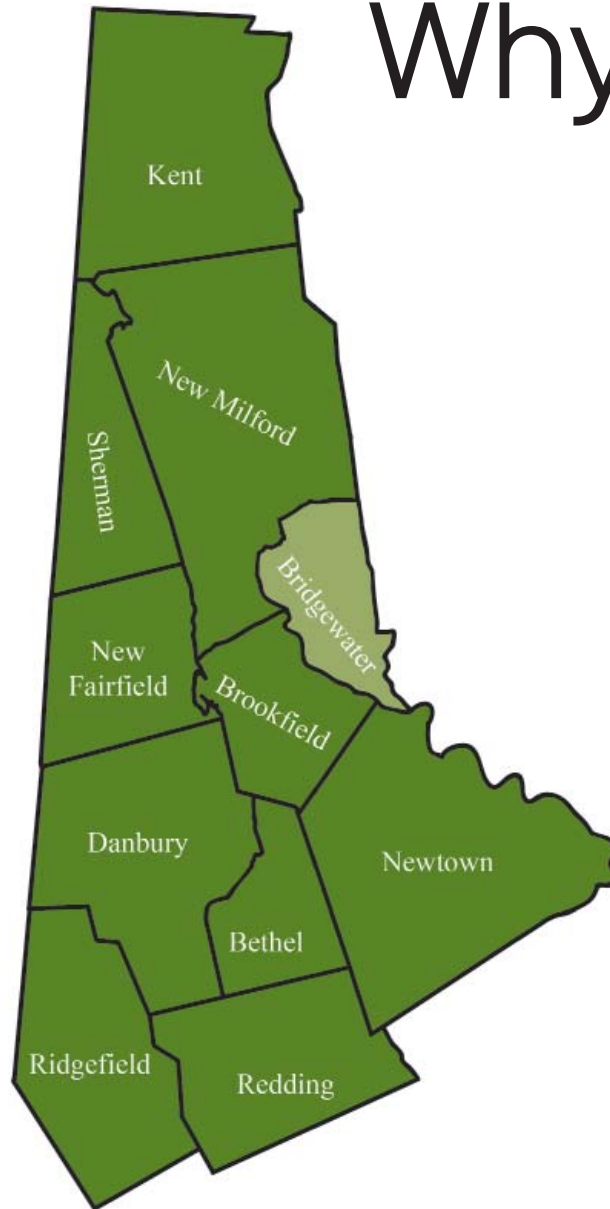 Why
Kent
New Milford
Sherman
Bridgewater
New
Fairfield
Brookfield
Danbury
Newtown
Bethel
Ridgefield
Redding